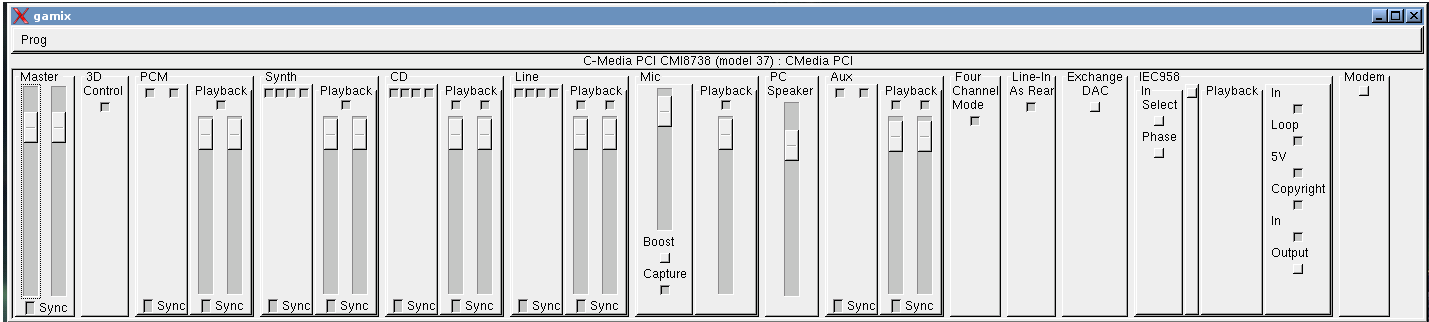 gamix
Prog
C-Media PCI CMI8738 (model 37) : CMedia PCI
Master
Sync
3D
Control
PCM
Sync
Playback
Sync
Synth
Sync
Playback
Sync
CD
Sync
Playback
Sync
Line
Sync
Playback
Sync
Mic
Boost
Capture
Playback
PC
Speaker
Aux
Sync
Playback
Sync
Four
Channel
Mode
Line-In
As Rear
Exchange
DAC
IEC958
In
Select
Phase
Playback
In
Loop
5V
Copyright
In
Output
Modem